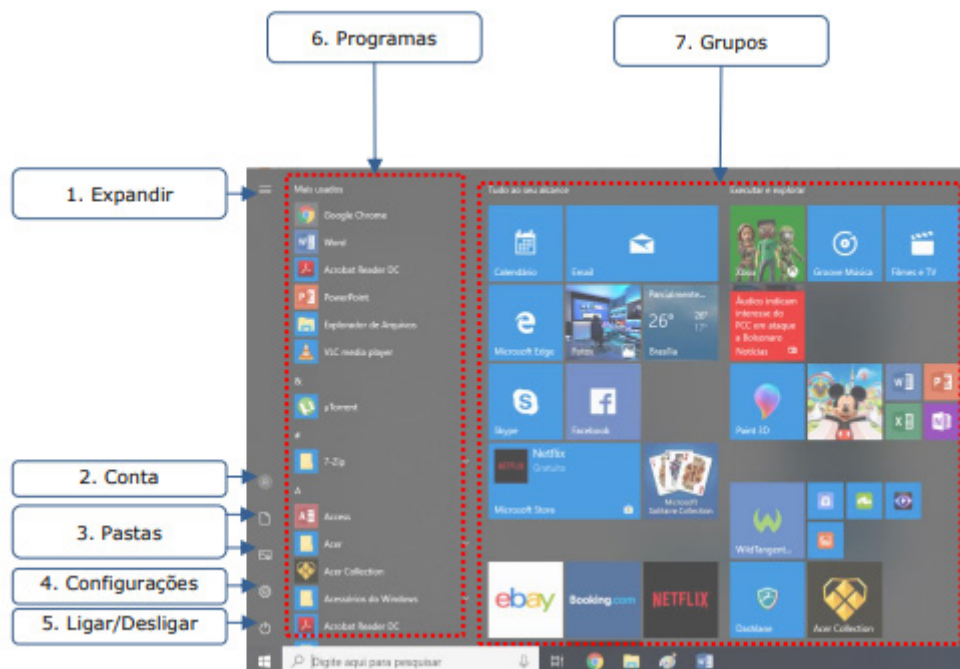 6. Programas
7. Grupos
1. Expandir
2. Conta
3. Pastas
4. Configurações
5. Ligar/Desligar
Mais usados
Google Chrome
Word
Acrobat Reader DC
PowerPoint
Explorador de Arquivos
VLC media player
&
µTorrent
#
7-Zip
A
Access
Acer
Acer Collection
Acessórios do Windows
Acrobat Reader DC
Tudo ao seu alcance
Executar e explorar
Calendário
Email
Xbox
Groove Música
Filmes e TV
Microsoft Edge
Fotos
Parcialmente...
26°
26°
17°
Brasília
Áudios indicam
interesse do
PCC em ataque
a Bolsonaro
Notícias
Skype
Facebook
Paint 3D
Netflix
Gratuito
NETFLIX
Microsoft Store
Microsoft
Solitaire Collection
WildTangent...
ebay
Booking.com
NETFLIX
Dashlane
Acer Collection
Digite aqui para pesquisar